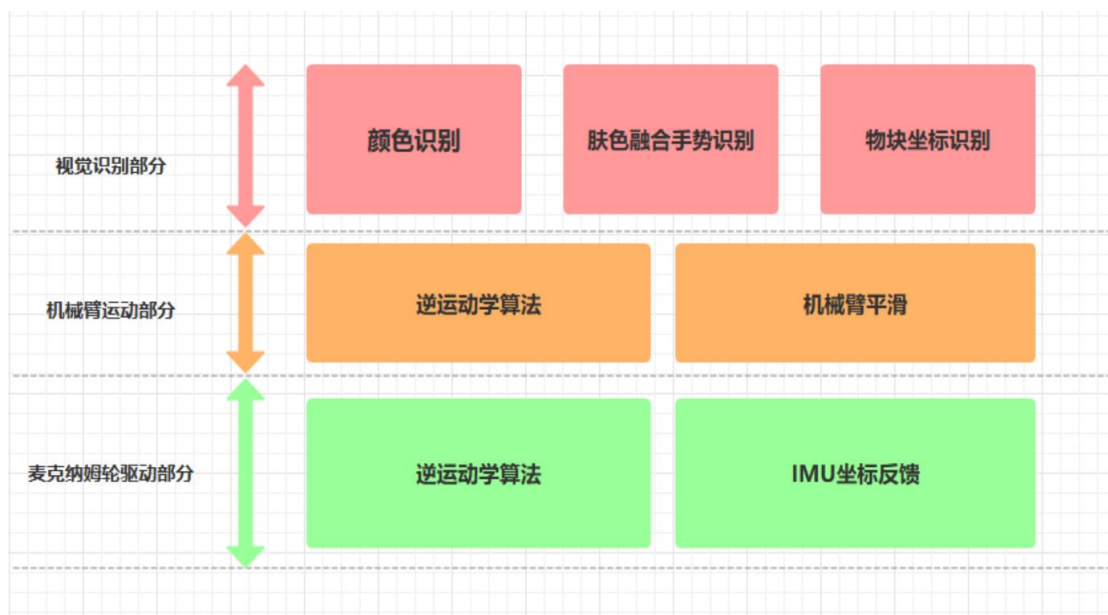 视觉识别部分
颜色识别
肤色融合手势识别
物块坐标识别
机械臂运动部分
逆运动学算法
机械臂平滑
麦克纳姆轮驱动部分
逆运动学算法
IMU坐标反馈